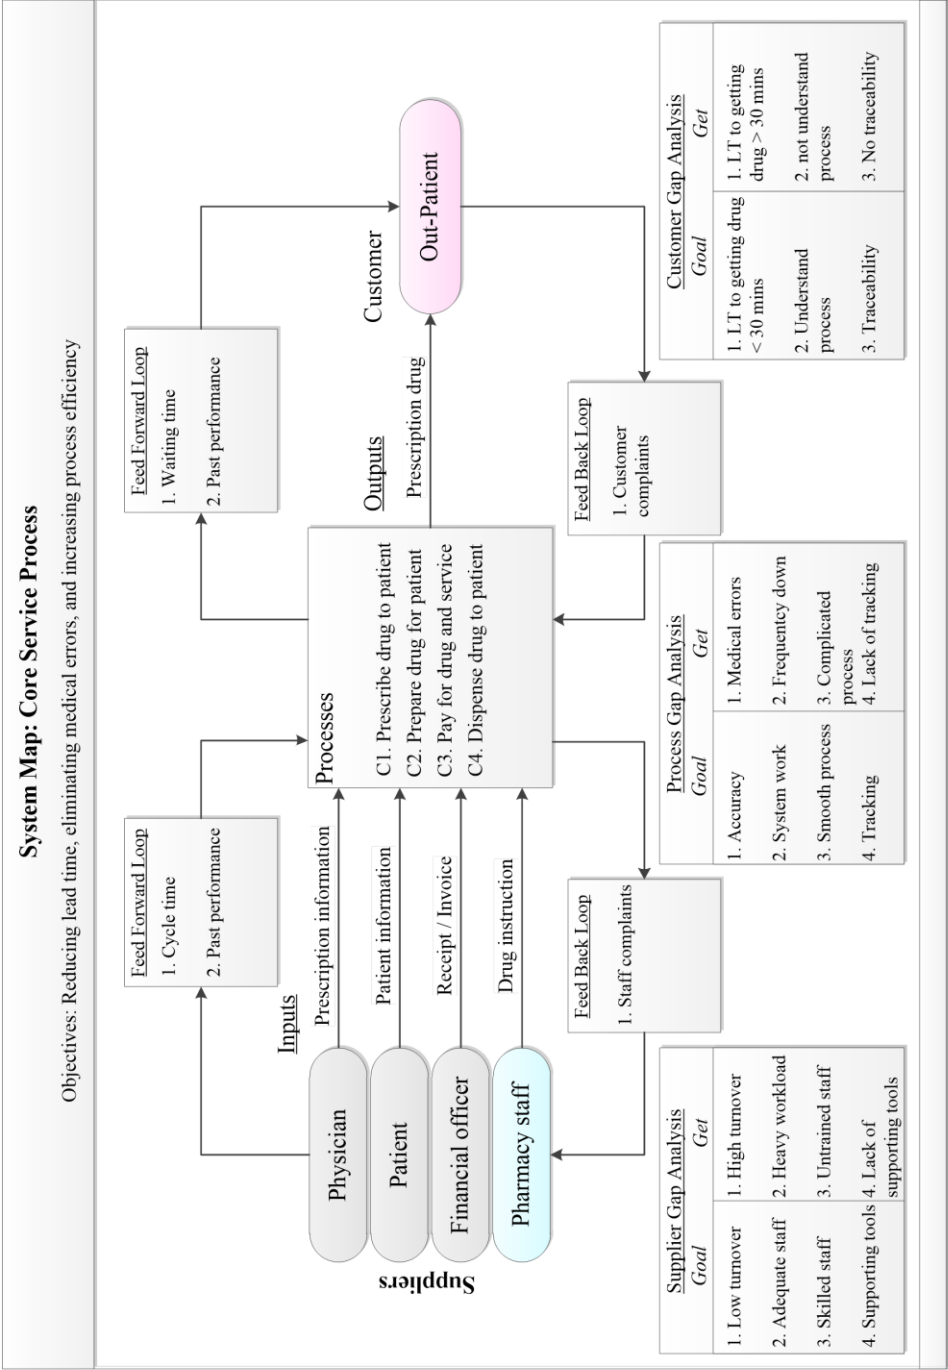 System Map: Core Service Process
Objectives: Reducing lead time, eliminating medical errors, and increasing process efficiency
Feed Forward Loop
1. Cycle time
2. Past performance
Feed Forward Loop
1. Waiting time
2. Past performance
Suppliers
Physician
Patient
Financial officer
Pharmacy staff
Inputs
Prescription information
Patient information
Receipt / Invoice
Drug instruction
Processes
C1. Prescribe drug to patient
C2. Prepare drug for patient
C3. Pay for drug and service
C4. Dispense drug to patient
Outputs
Prescription drug
Customer
Out-Patient
Feed Back Loop
1. Staff complaints
Feed Back Loop
1. Customer
complaints
Supplier Gap Analysis
Goal
Get
1. Low turnover
1. High turnover
2. Adequate staff
2. Heavy workload
3. Skilled staff
3. Untrained staff
4. Supporting tools
4. Lack of
supporting tools
Process Gap Analysis
Goal
Get
1. Accuracy
1. Medical errors
2. System work
2. Frequentcy down
3. Smooth process
3. Complicated
process
4. Tracking
4. Lack of tracking
Customer Gap Analysis
Goal
Get
1. LT to getting drug
< 30 mins
1. LT to getting
drug > 30 mins
2. Understand
process
2. not understand
process
3. Traceability
3. No traceability